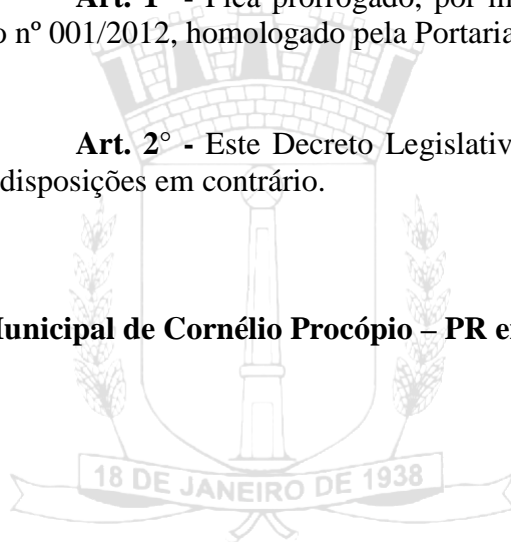 Art. 1° - Fica prorrogado, por
o nº 001/2012, homologado pela Portaria
Art. 2° - Este Decreto Legislativ
disposições em contrário.
unicipal de Cornélio Procópio – PR e
18 DE JANEIRO DE 1938